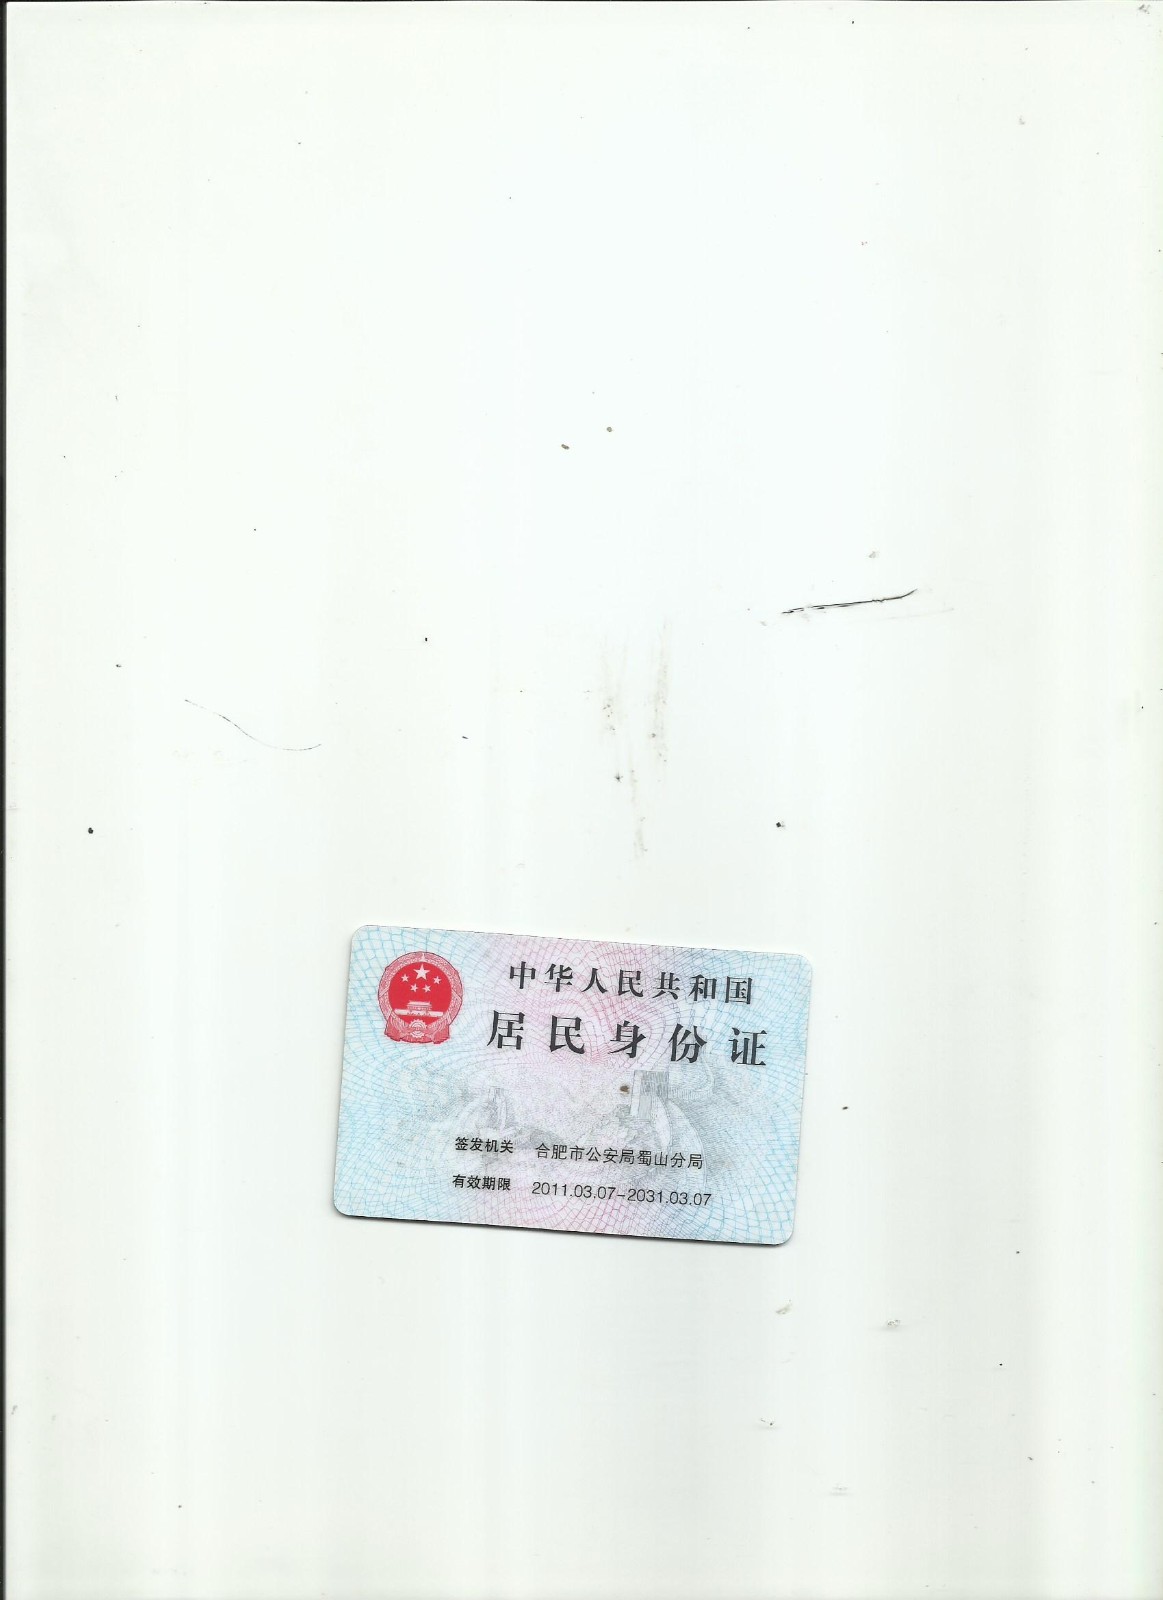 中华人民共和国
居民身份证
签发机关 合肥市公安局蜀山分局
有效期限 2011.03.07-2031.03.07